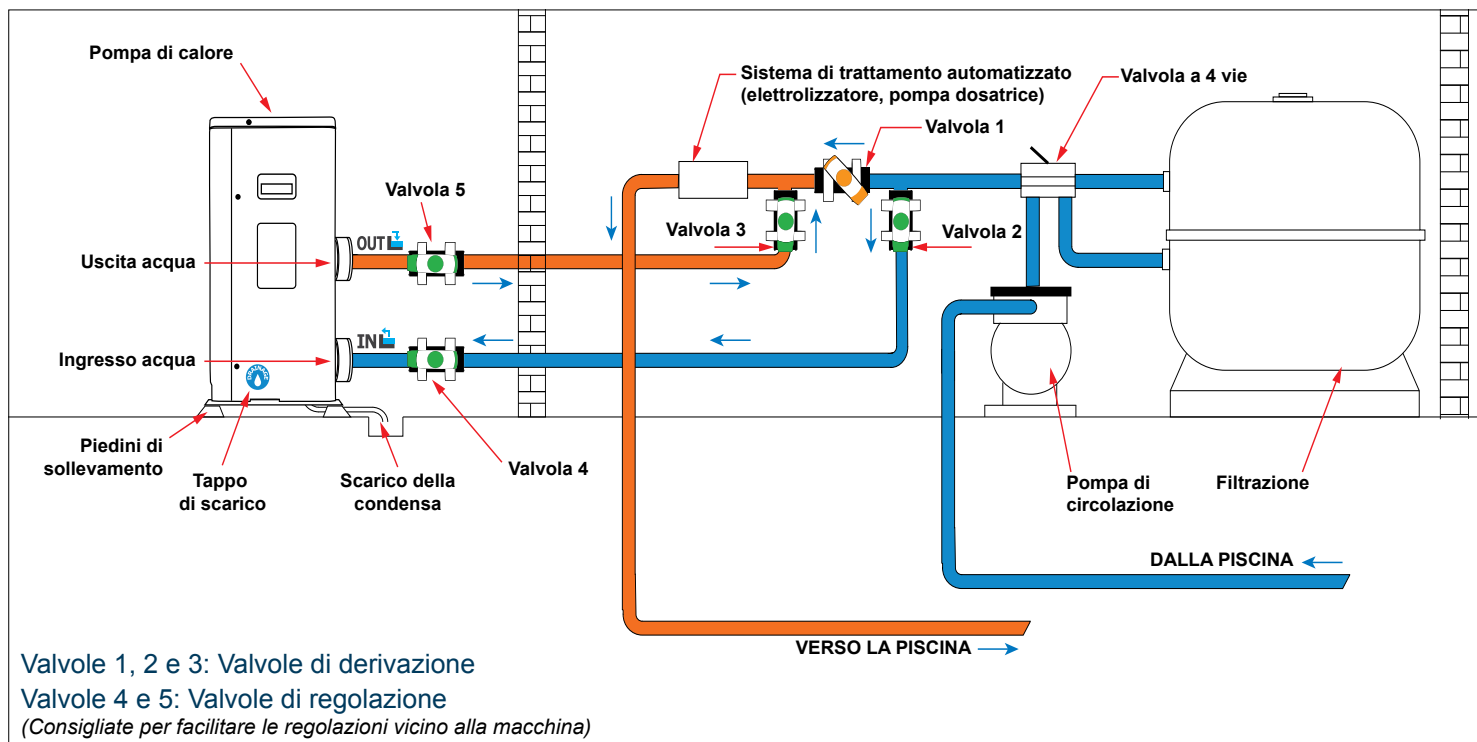 Pompa di calore
Sistema di trattamento automatizzato
(elettrolizzatore, pompa dosatrice)
Valvola a 4 vie
Valvola 1
Valvola 5
Valvola 3
Valvola 2
OUT
Uscita acqua
IN
Ingresso acqua
Piedini di
sollevamento
Tappo
di scarico
Scarico della
condensa
Valvola 4
Pompa di
circolazione
Filtrazione
DALLA PISCINA
VERSO LA PISCINA
Valvole 1, 2 e 3: Valvole di derivazione
Valvole 4 e 5: Valvole di regolazione
(Consigliate per facilitare le regolazioni vicino alla macchina)